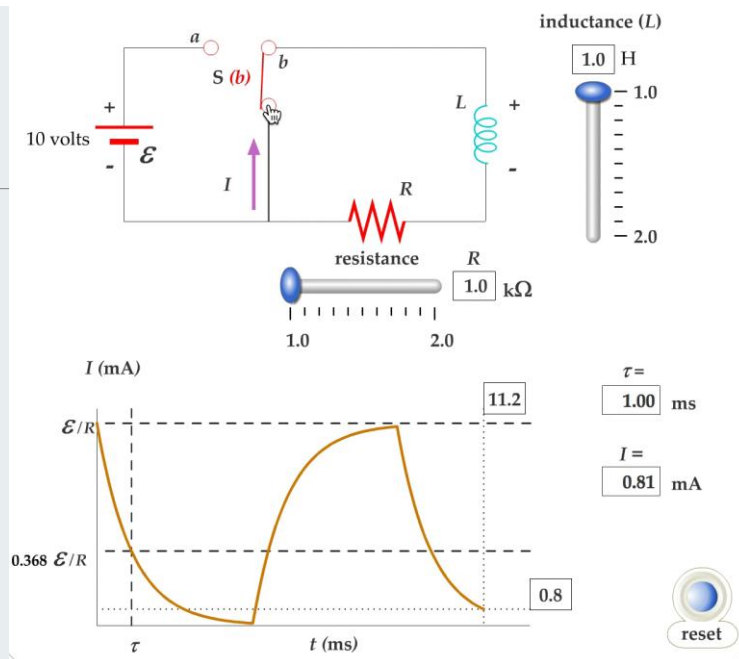 inductance (L)
1.0 H
1.0
2.0
a
b
S (b)
+
10 volts
ℰ
-
I
L
+
-
R
resistance
R
1.0 kΩ
1.0
2.0
I (mA)
ℰ/R
0.368 ℰ/R
11.2
0.8
τ
t (ms)
τ =
1.00 ms
I =
0.81 mA
reset